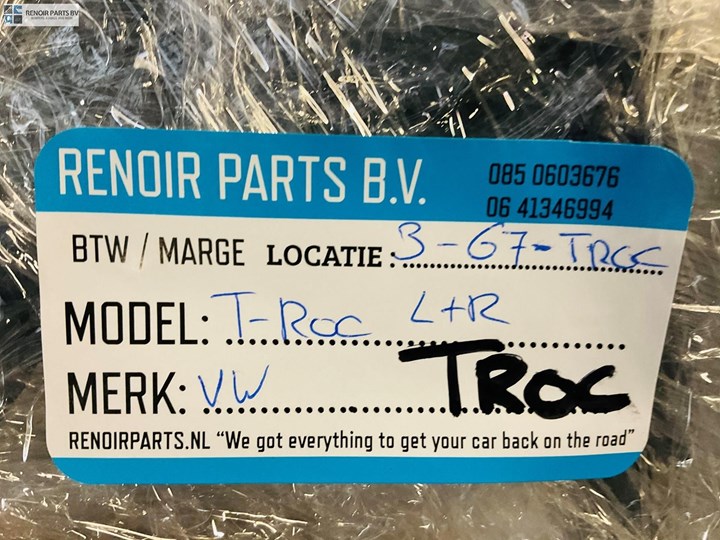 RENOIR PARTS BV
RENOIR PARTS B.V.
085 0603676
06 41346994
BTW / MARGE LOCATIE: 3-67-TROC
MODEL: T-ROC L+R
MERK: VW TROC
RENOIRPARTS.NL "We got everything to get your car back on the road"